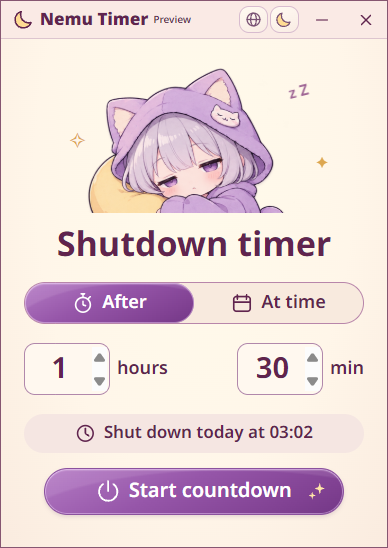 Nemu Timer Preview
z Z
Shutdown timer
After At time
1 hours 30 min
Shut down today at 03:02
Start countdown